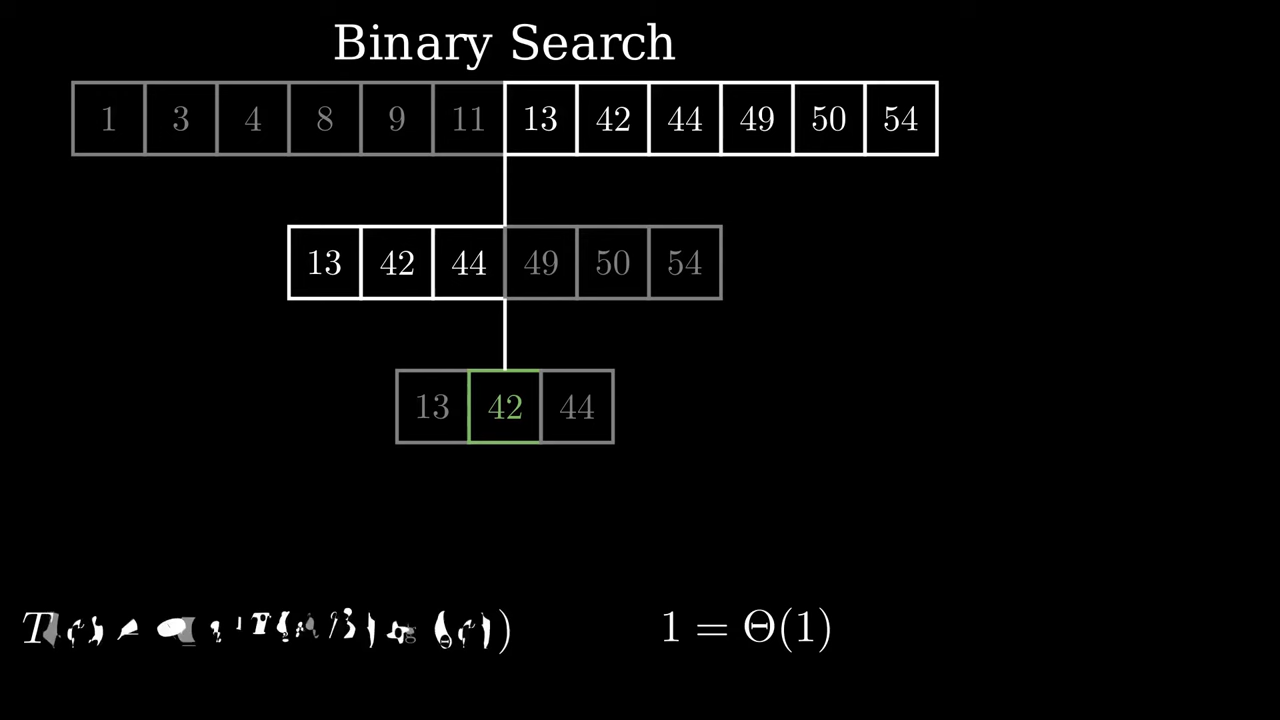 Binary Search
1 3 4 8 9 11 13 42 44 49 50 54
13 42 44 49 50 54
13 42 44
1 = Θ(1)